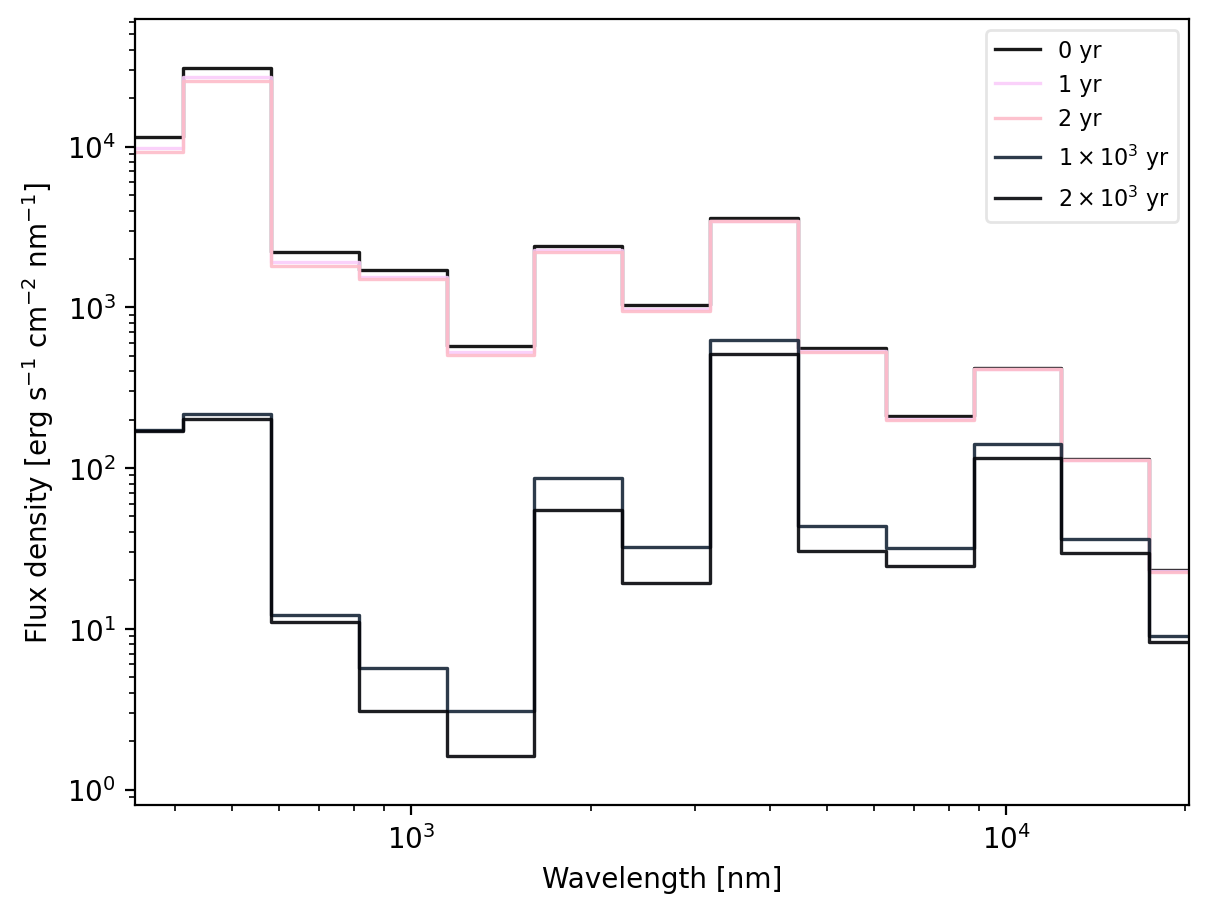 Flux density [erg s⁻¹ cm⁻² nm⁻¹]
10⁴
10³
10²
10¹
10⁰
0 yr
1 yr
2 yr
1 × 10³ yr
2 × 10³ yr
10³
10⁴
Wavelength [nm]